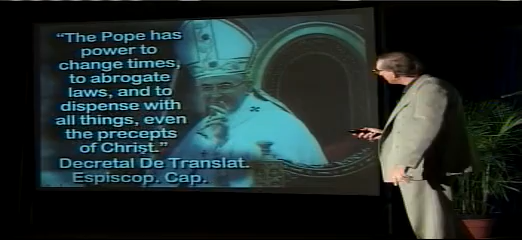 “The Pope has
power to
change times,
to abrogate
laws, and to
dispense with
all things, even
the precepts
of Christ.”
Decretal De Translat.
Espiscop. Cap.